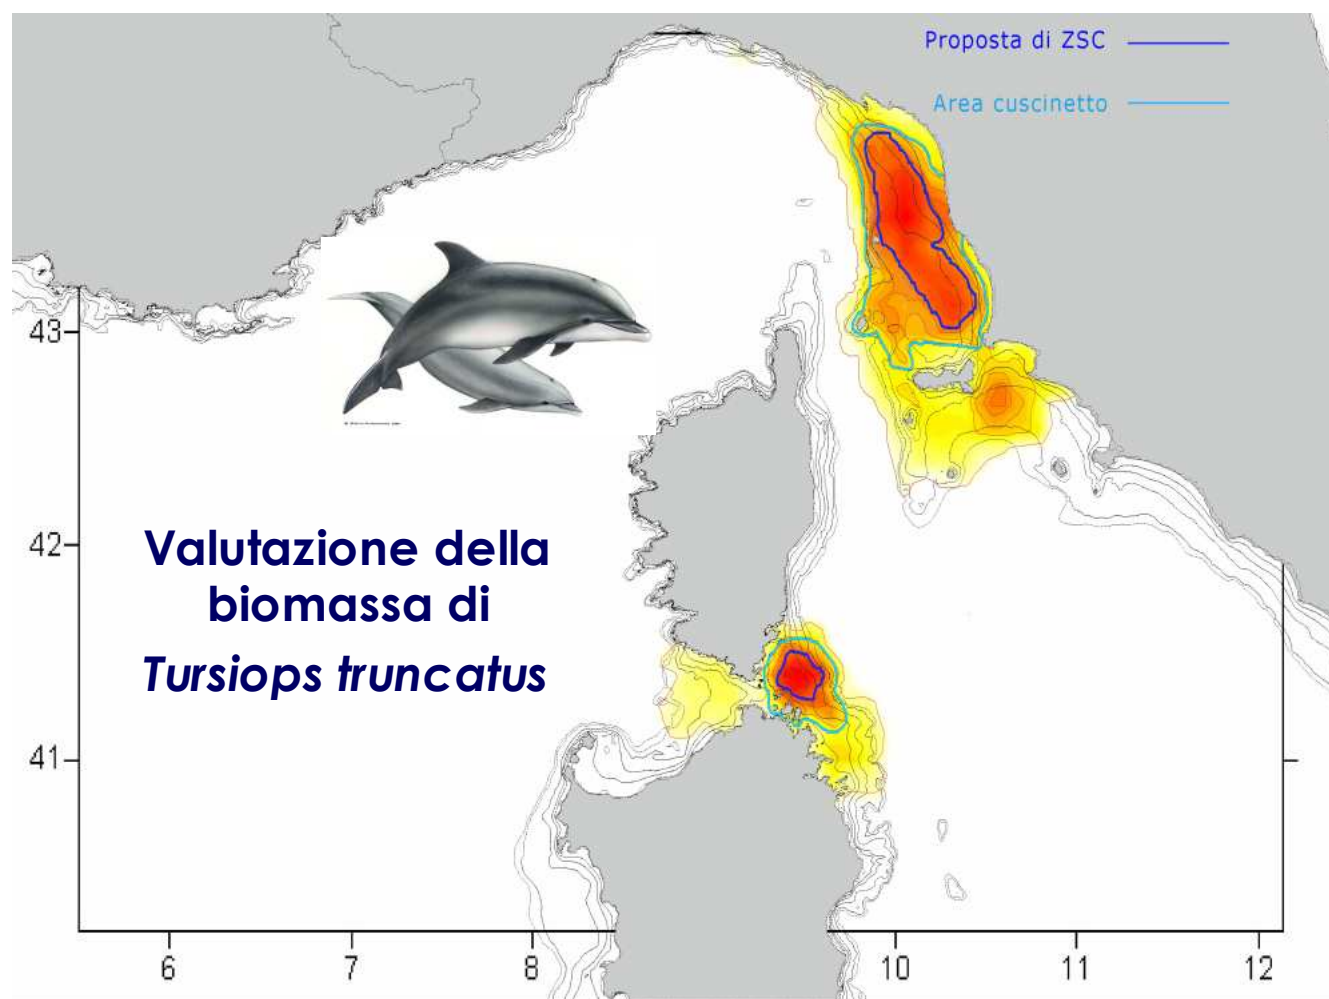 Proposta di ZSC
Area cuscinetto
43
Valutazione della
biomassa di
Tursiops truncatus
42
41
6
7
8
10
11
12